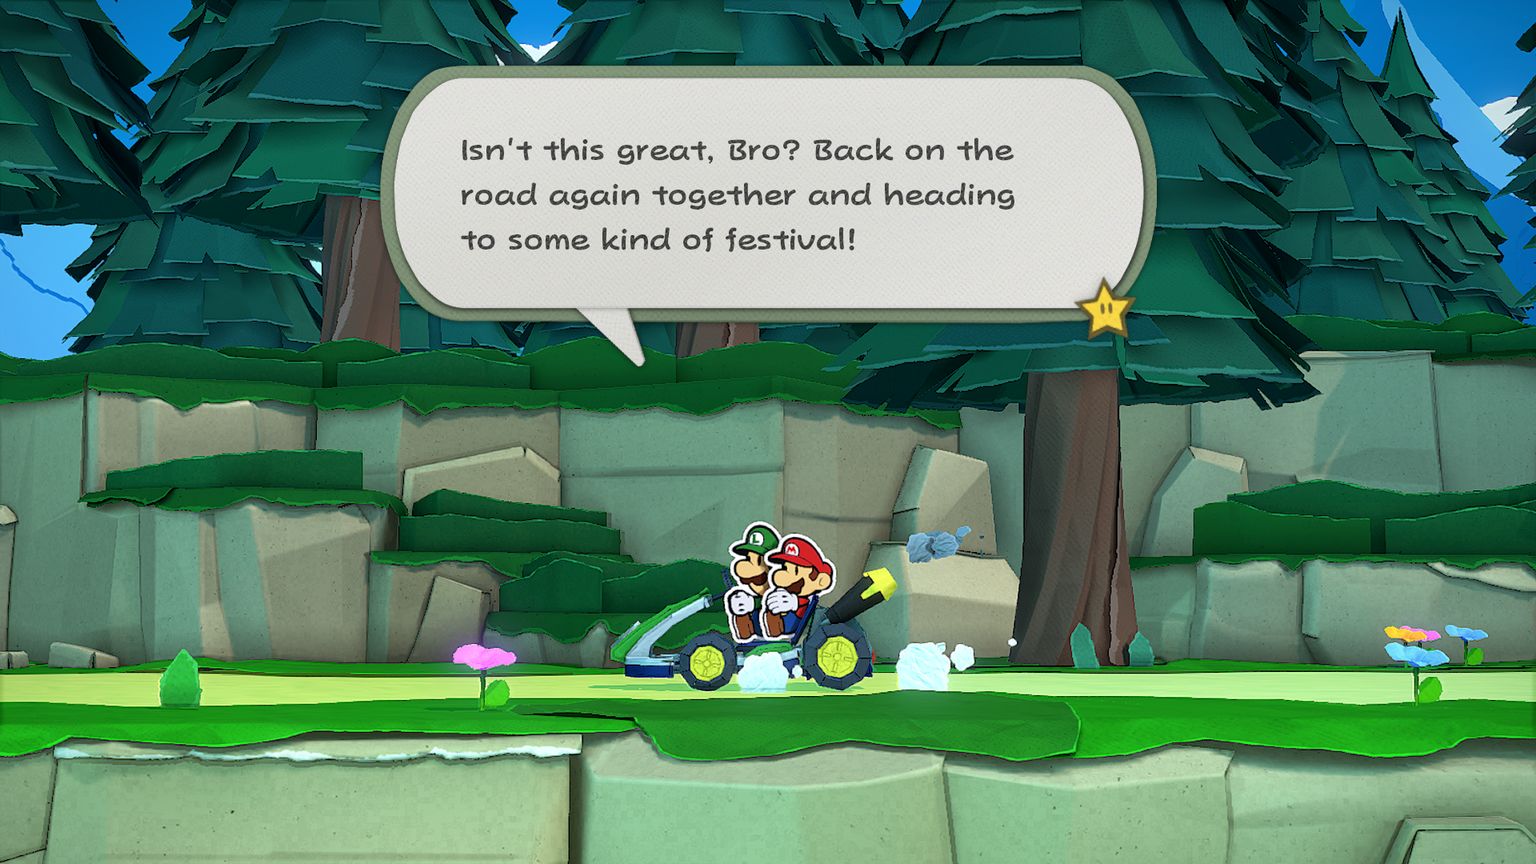 Isn't this great, Bro? Back on the
road again together and heading
to some kind of festival!
L
M